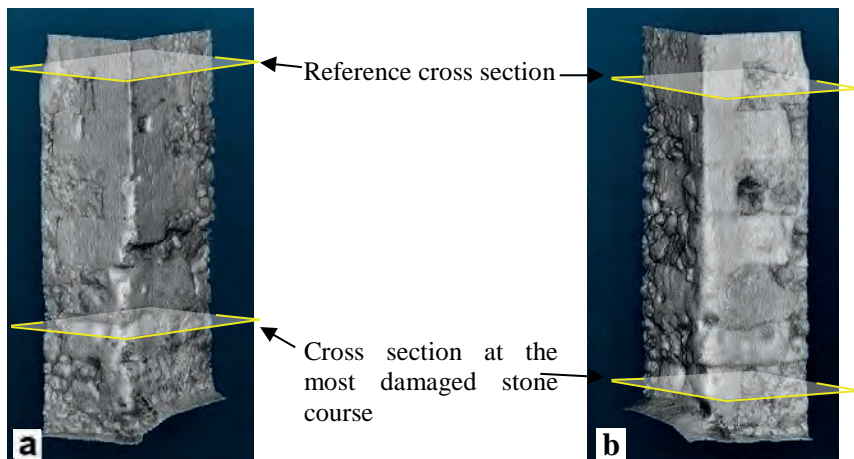 Reference cross section
Cross section at the
most damaged stone
course
a
b